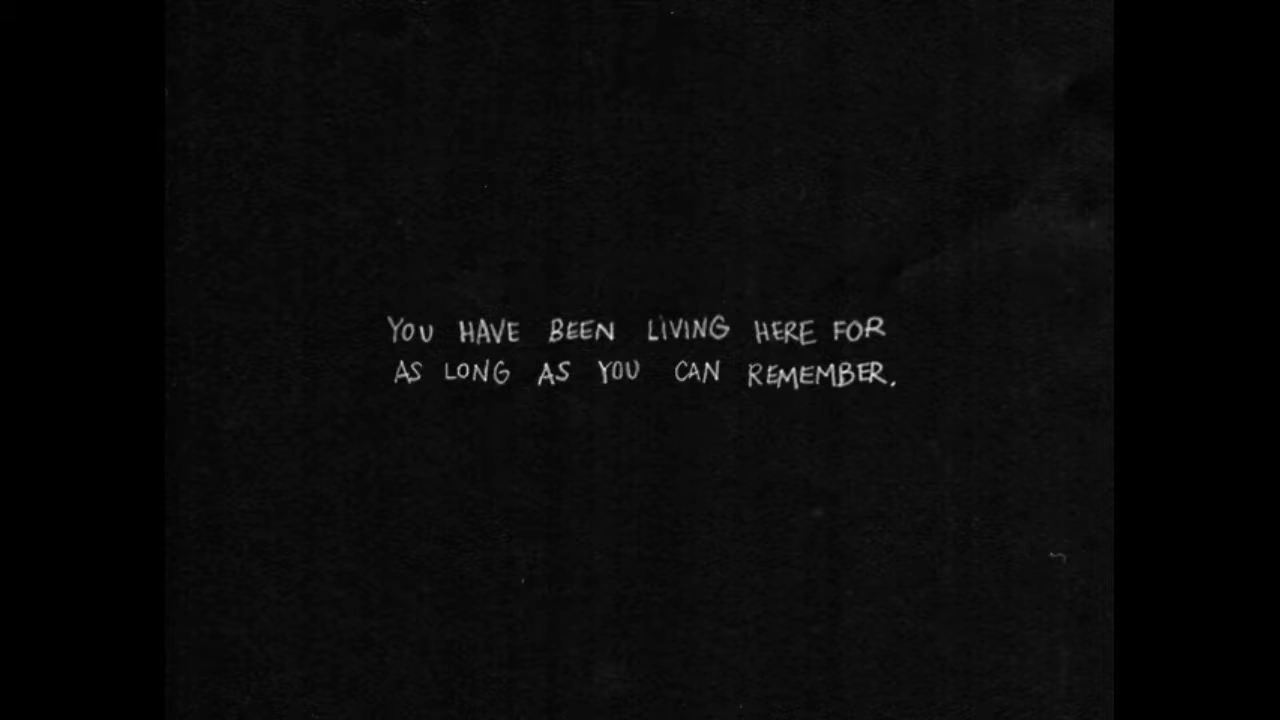 YOU HAVE BEEN LIVING HERE FOR
AS LONG AS YOU CAN REMEMBER.